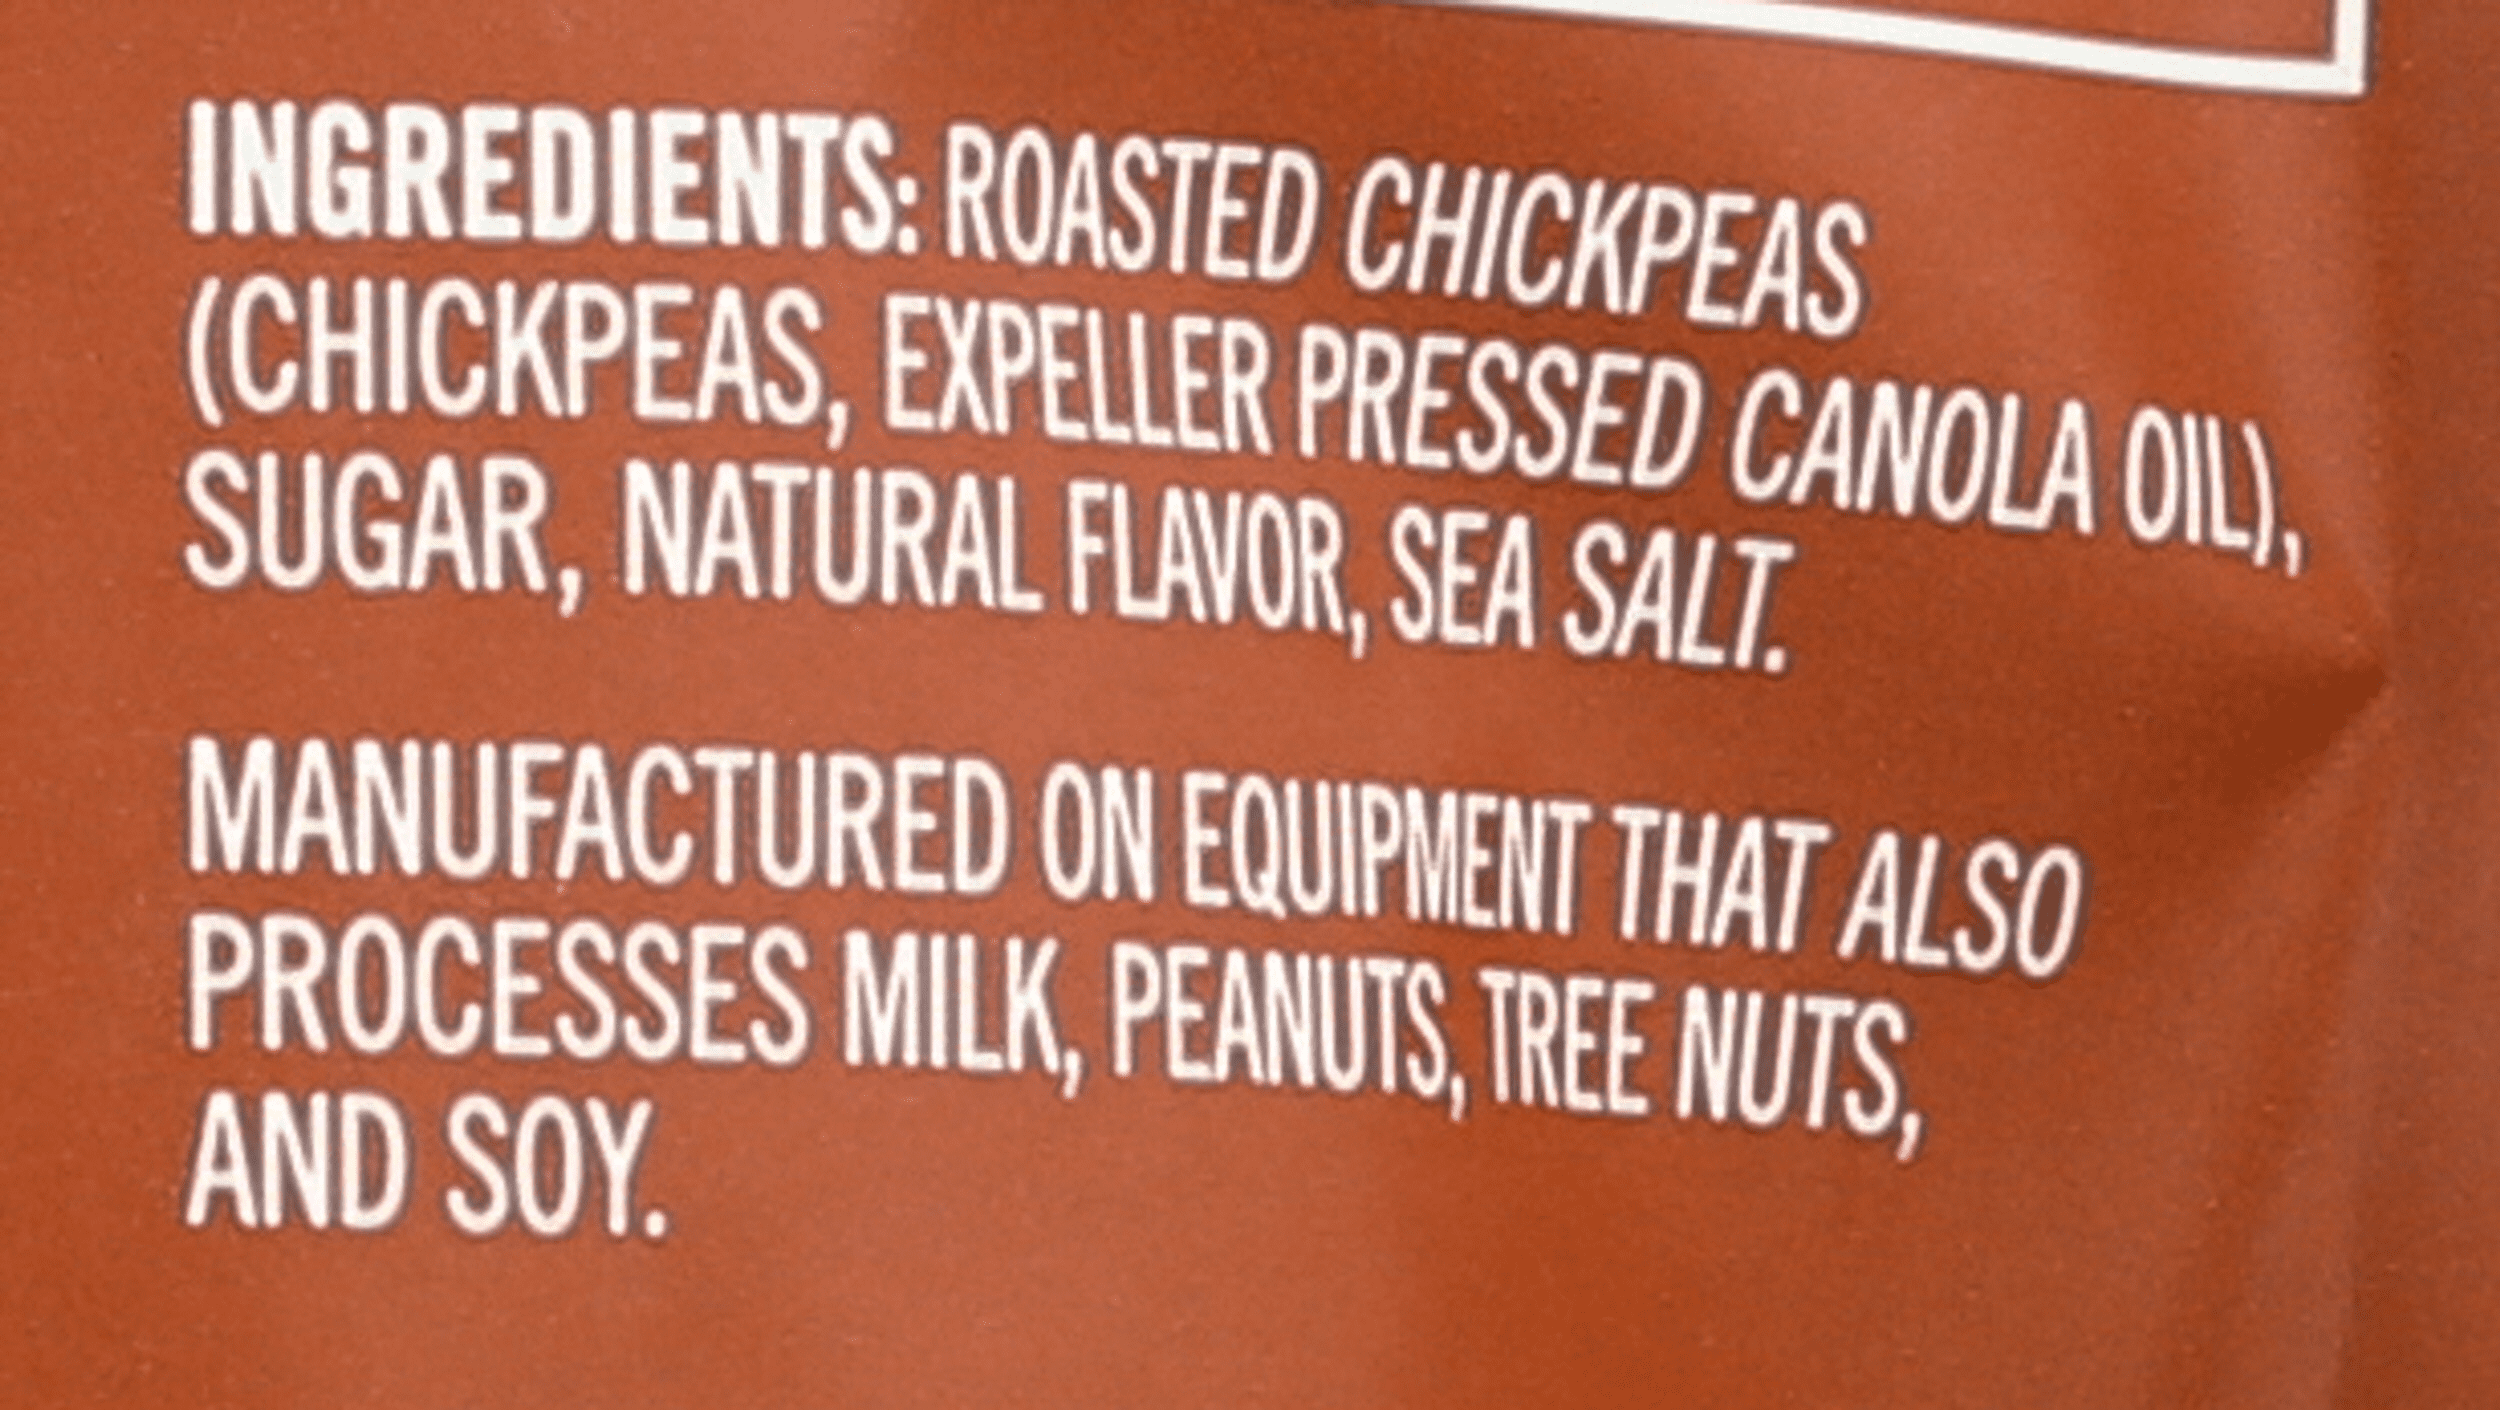 INGREDIENTS: ROASTED CHICKPEAS
(CHICKPEAS, EXPELLER PRESSED CANOLA OIL),
SUGAR, NATURAL FLAVOR, SEA SALT.
MANUFACTURED ON EQUIPMENT THAT ALSO
PROCESSES MILK, PEANUTS, TREE NUTS,
AND SOY.